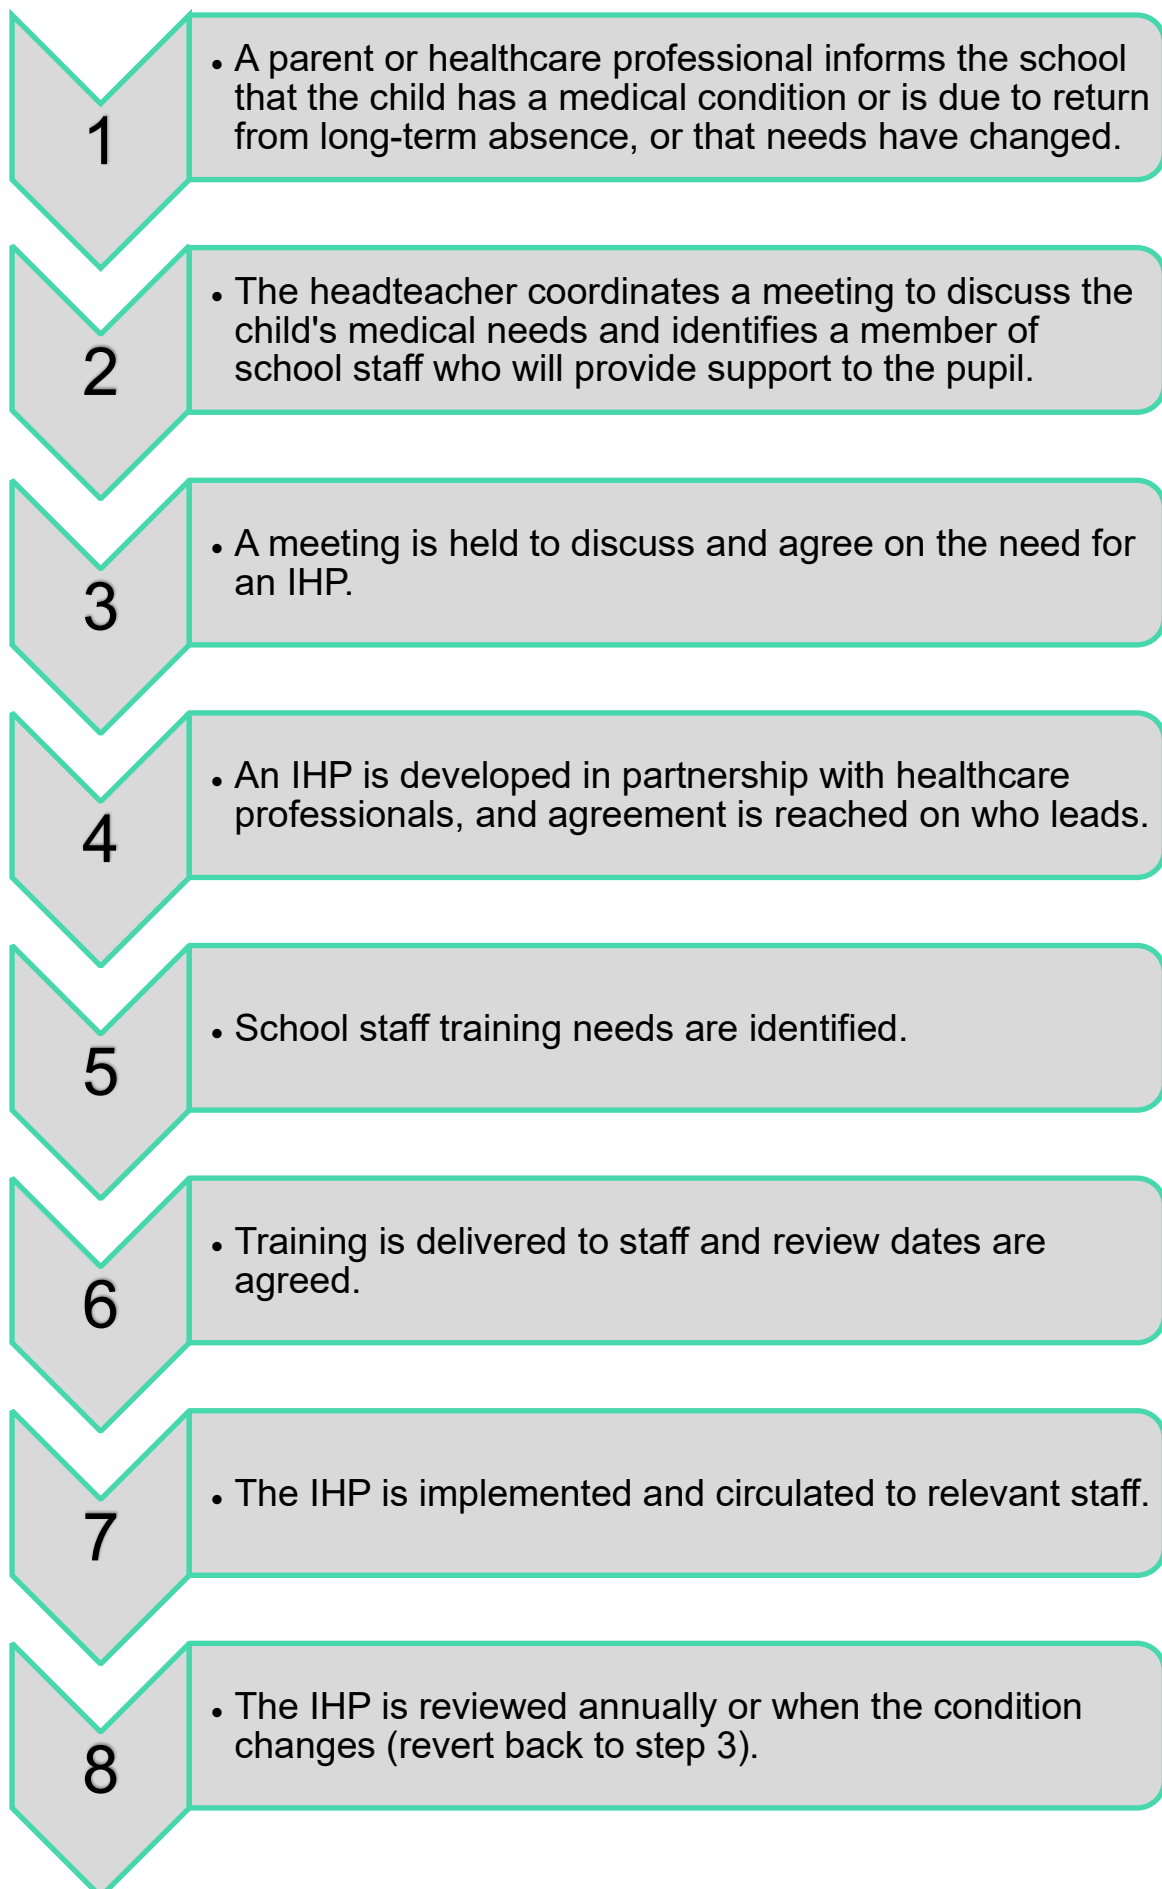 1
• A parent or healthcare professional informs the school
that the child has a medical condition or is due to return
from long-term absence, or that needs have changed.
2
• The headteacher coordinates a meeting to discuss the
child's medical needs and identifies a member of
school staff who will provide support to the pupil.
3
• A meeting is held to discuss and agree on the need for
an IHP.
4
• An IHP is developed in partnership with healthcare
professionals, and agreement is reached on who leads.
5
• School staff training needs are identified.
6
• Training is delivered to staff and review dates are
agreed.
7
• The IHP is implemented and circulated to relevant staff.
8
• The IHP is reviewed annually or when the condition
changes (revert back to step 3).